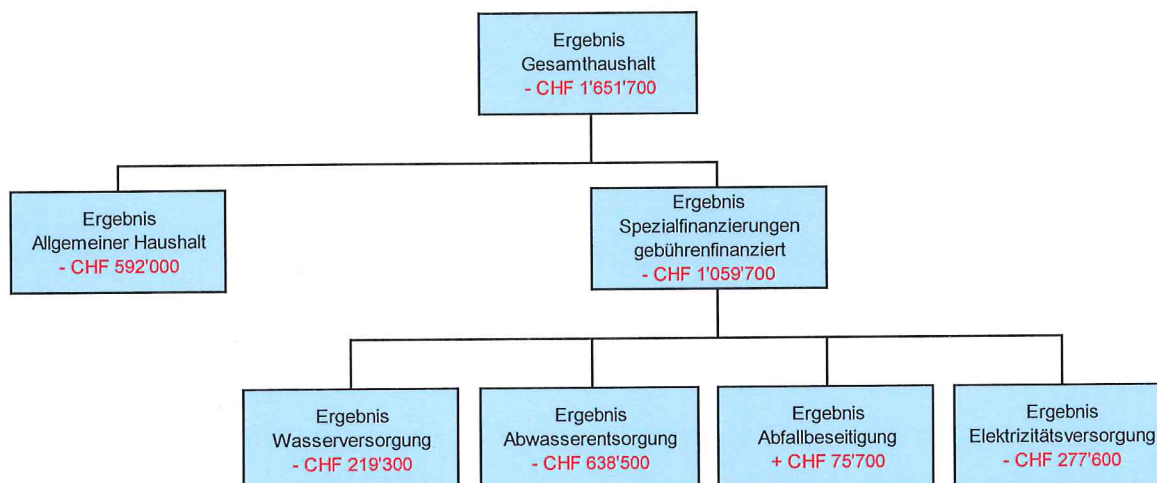 Ergebnis
Gesamthaushalt
- CHF 1'651'700
Ergebnis
Allgemeiner Haushalt
- CHF 592'000
Ergebnis
Spezialfinanzierungen
gebührenfinanziert
- CHF 1'059'700
Ergebnis
Wasserversorgung
- CHF 219'300
Ergebnis
Abwasserentsorgung
- CHF 638'500
Ergebnis
Abfallbeseitigung
+ CHF 75'700
Ergebnis
Elektrizitätsversorgung
- CHF 277'600